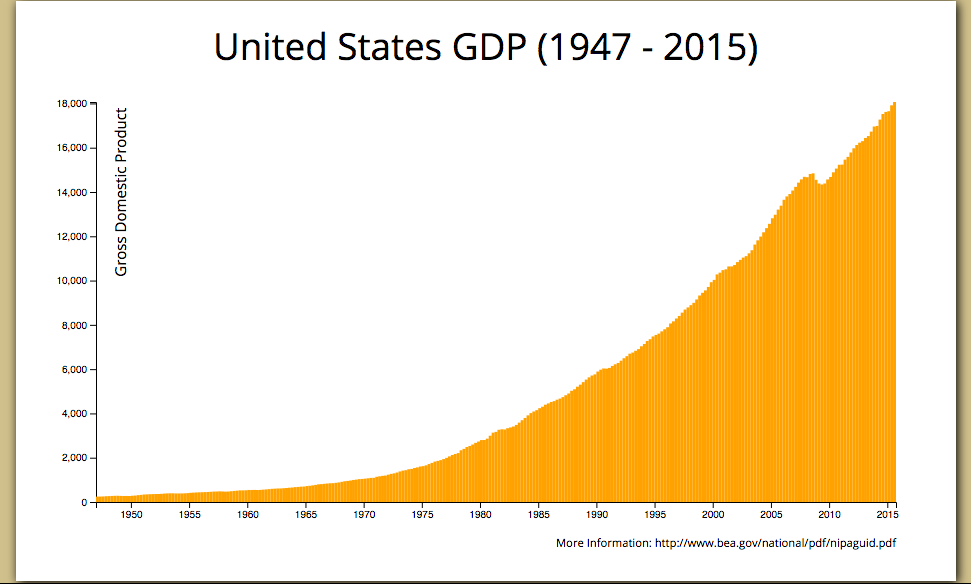 United States GDP (1947 - 2015)
Gross Domestic Product
18,000
16,000
14,000
12,000
10,000
8,000
6,000
4,000
2,000
0
1950 1955 1960 1965 1970 1975 1980 1985 1990 1995 2000 2005 2010 2015
More Information: http://www.bea.gov/national/pdf/nipaguid.pdf